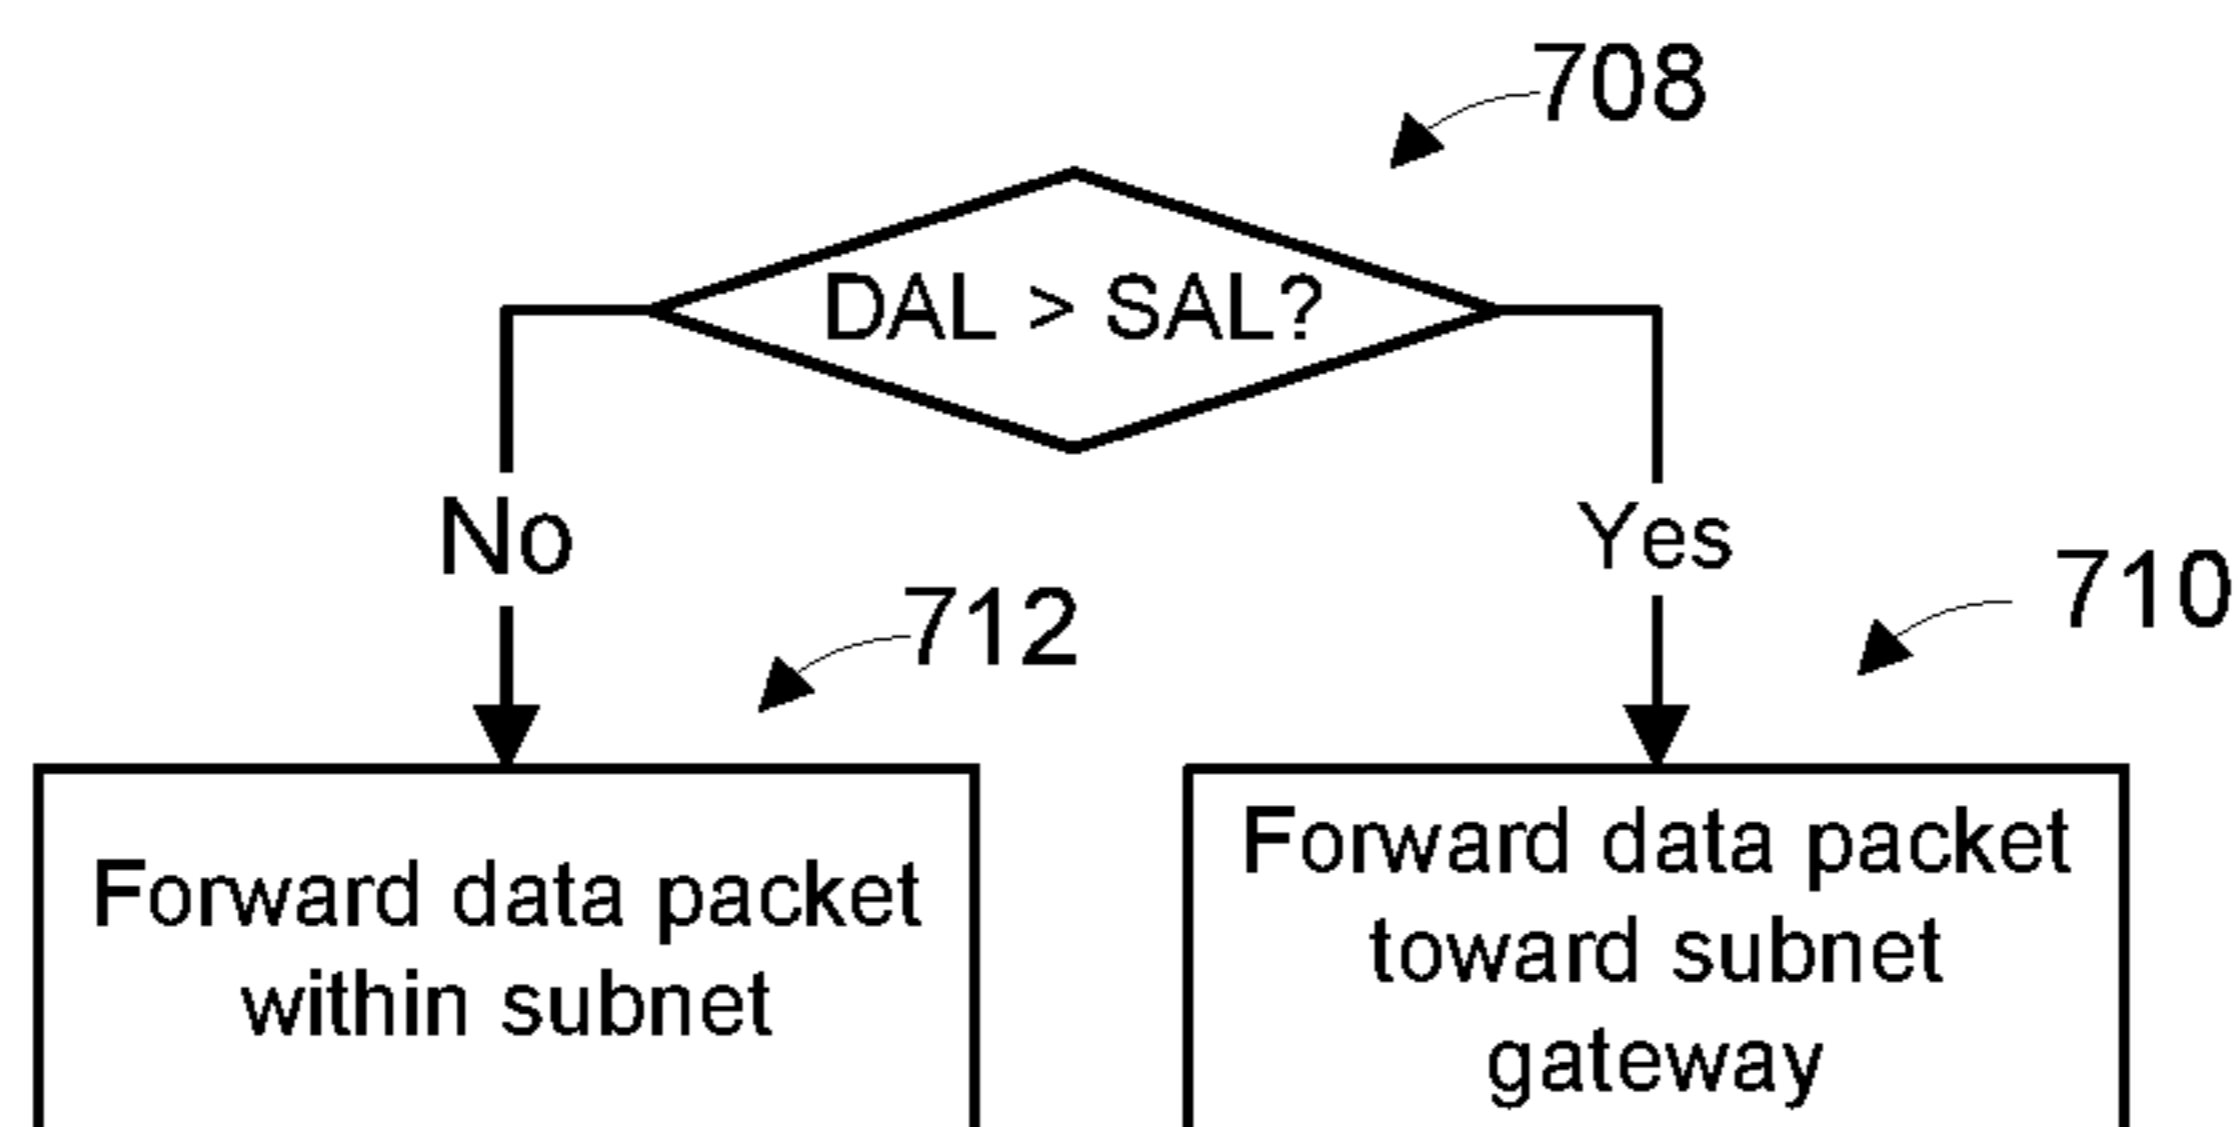 708
DAL > SAL?
No
Yes
712
710
Forward data packet
within subnet
Forward data packet
toward subnet
gateway